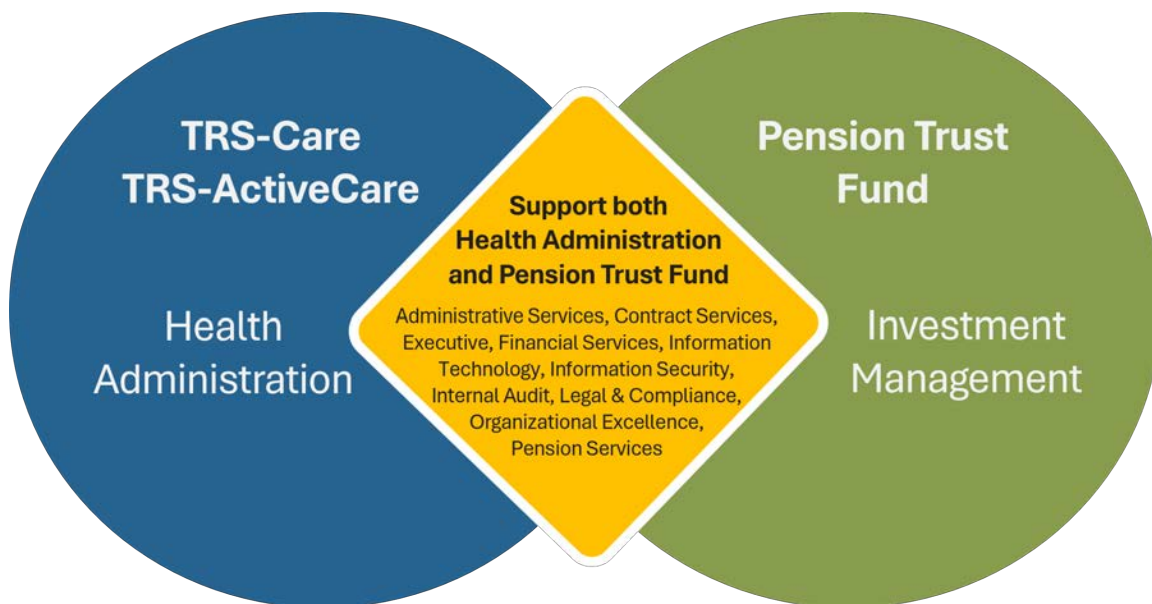 TRS-Care
TRS-ActiveCare
Health
Administration
Support both
Health Administration
and Pension Trust Fund
Administrative Services, Contract Services,
Executive, Financial Services, Information
Technology, Information Security,
Internal Audit, Legal & Compliance,
Organizational Excellence,
Pension Services
Pension Trust
Fund
Investment
Management